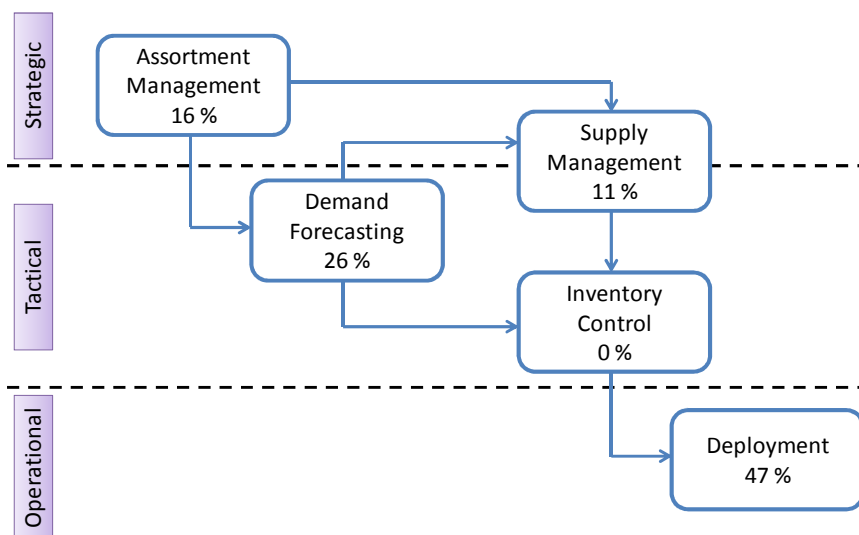 Strategic
Assortment
Management
16 %
Supply
Management
11 %
Tactical
Demand
Forecasting
26 %
Inventory
Control
0 %
Operational
Deployment
47 %